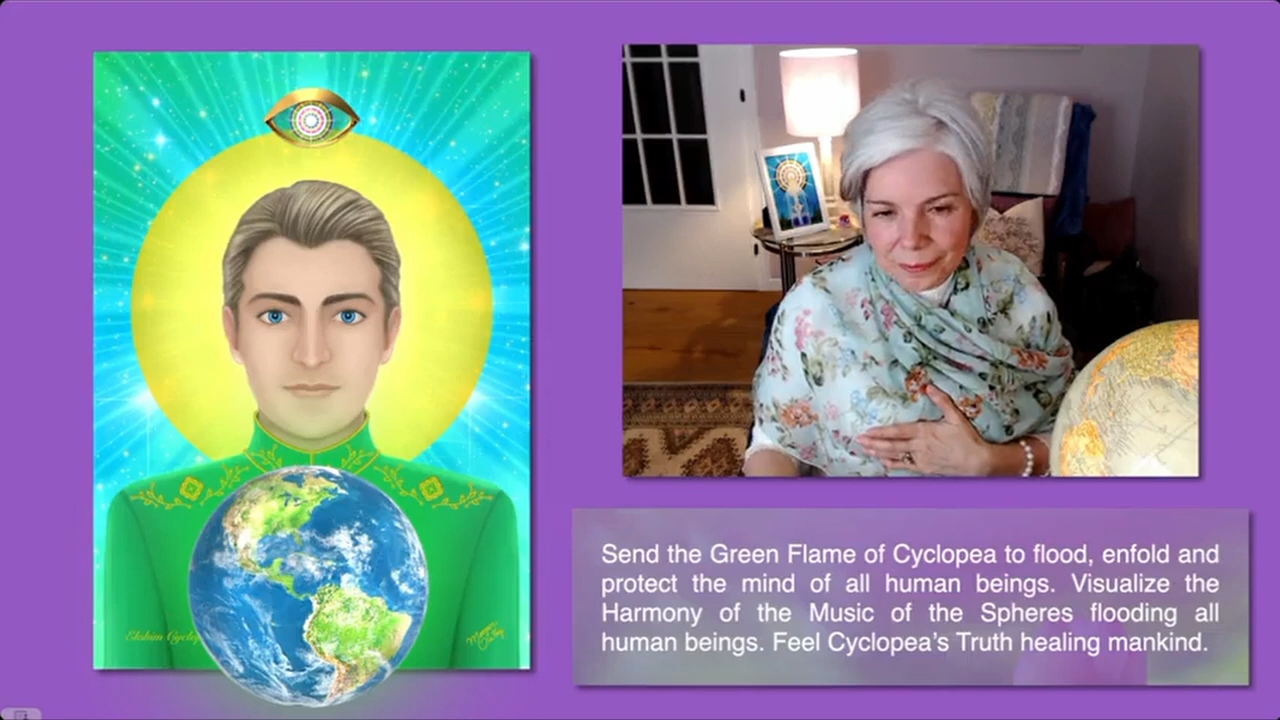 Send the Green Flame of Cyclopea to flood, enfold and
protect the mind of all human beings. Visualize the
Harmony of the Music of the Spheres flooding all
human beings. Feel Cyclopea's Truth healing mankind.
Elohim